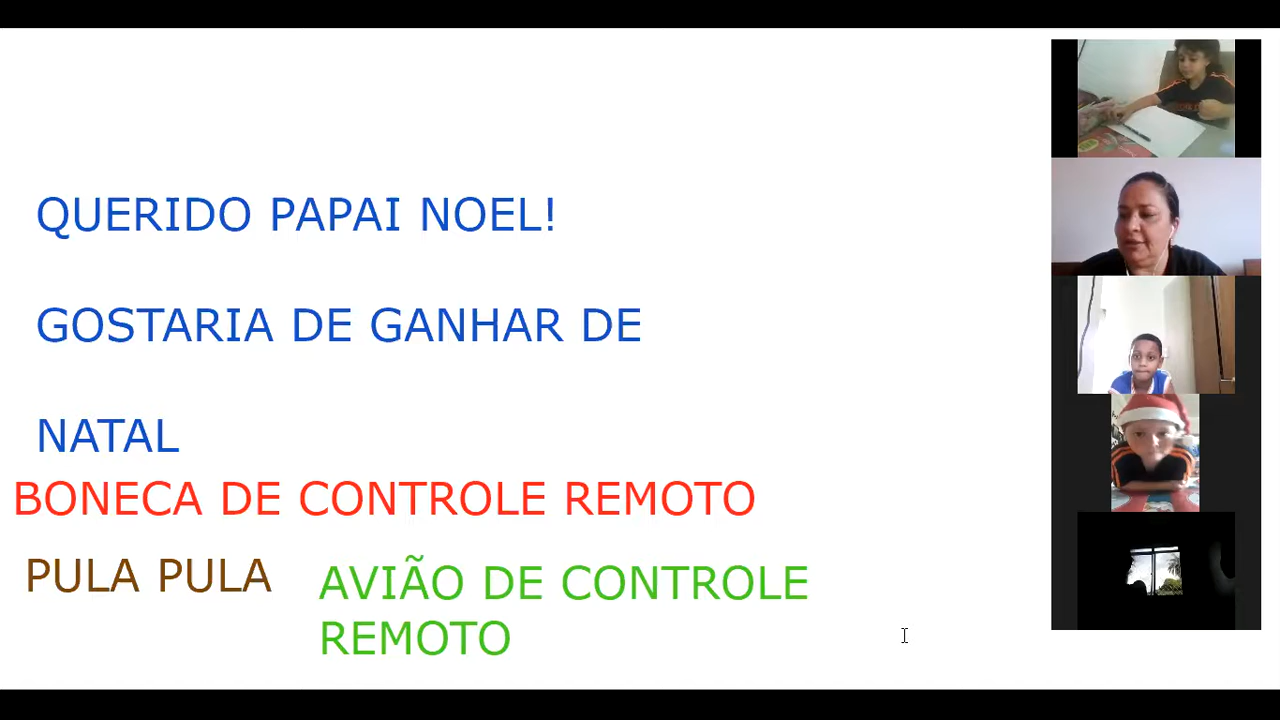 QUERIDO PAPAI NOEL!
GOSTARIA DE GANHAR DE
NATAL
BONECA DE CONTROLE REMOTO
PULA PULA
AVIÃO DE CONTROLE
REMOTO